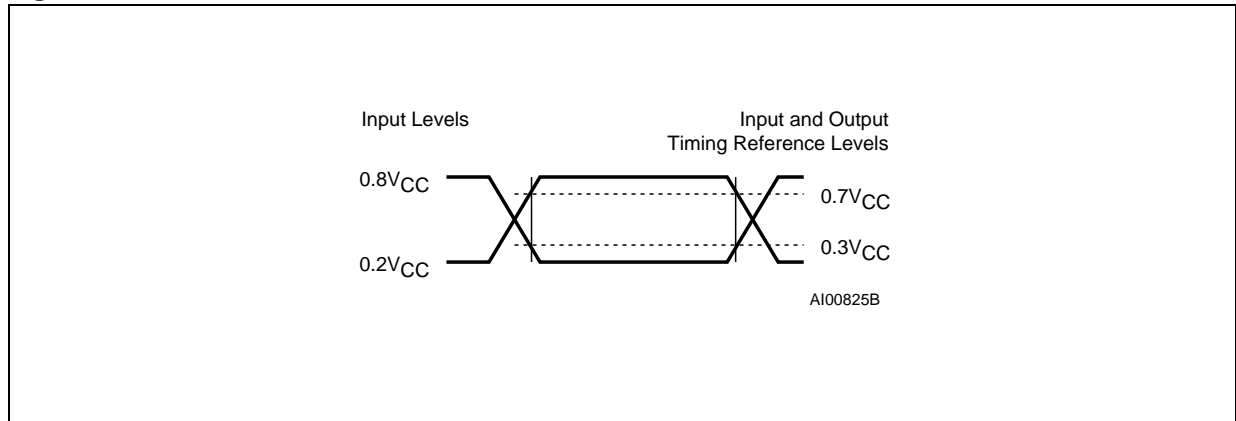 Input Levels
Input and Output
Timing Reference Levels
0.8VCC
0.7VCC
0.3VCC
0.2VCC
AI00825B